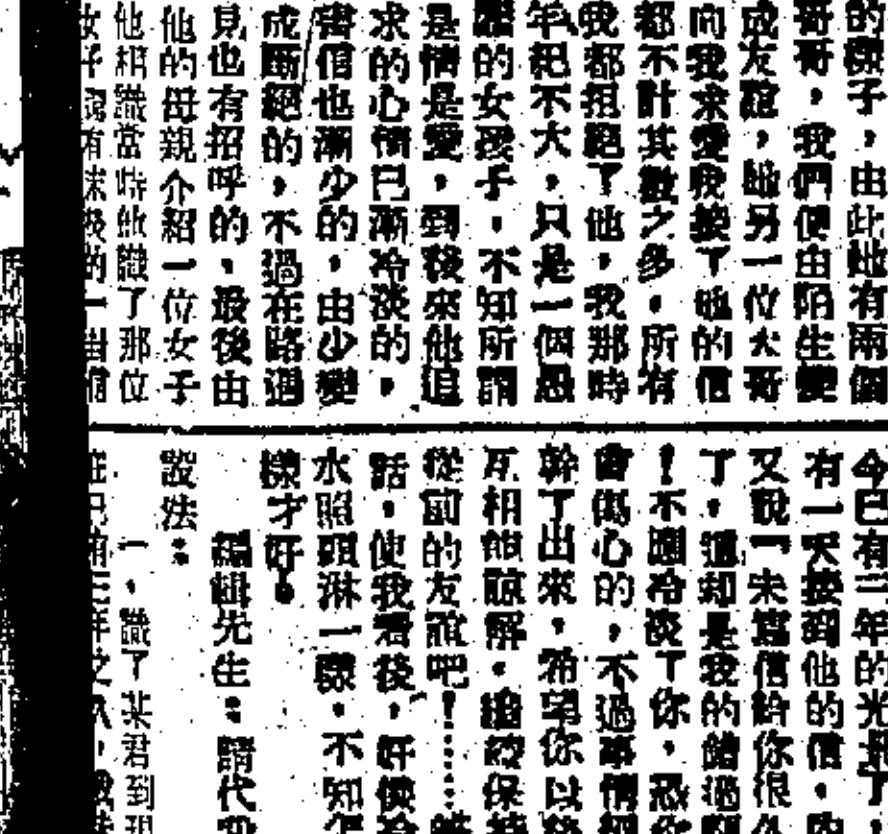 的樣子，由此她有兩個
哥哥，我們便由陌生變
成友誼，她另一位大哥
向我求愛我接了他的信
都不計其數之多，所有
我都拒絕了他，我那時
年紀不大，只是一個愚
的女孩子，不知所謂
是情是愛，到後來他追
求的心情已漸冷淡的，
書信也漸少的，由少變
成斷絕的，不過在路過
見也有招呼的，最後由
他的母親介紹一位女子
他相識當時他識了那位
女子
今已有三年的光景了，
有一天接到他的信，內
又說一未寫信給你很久
了，這却是我的錯過
！不過冷淡了你，恐你
會傷心的，不過事情
幹了出來，希望你以
互相諒解，繼續保持
從前的友誼吧！……
話，使我看後，好像冷
水照頭淋一樣，不知怎
樣才好。
編輯先生：請代我
設法：
一，識了某君到現
在已有三年之久，